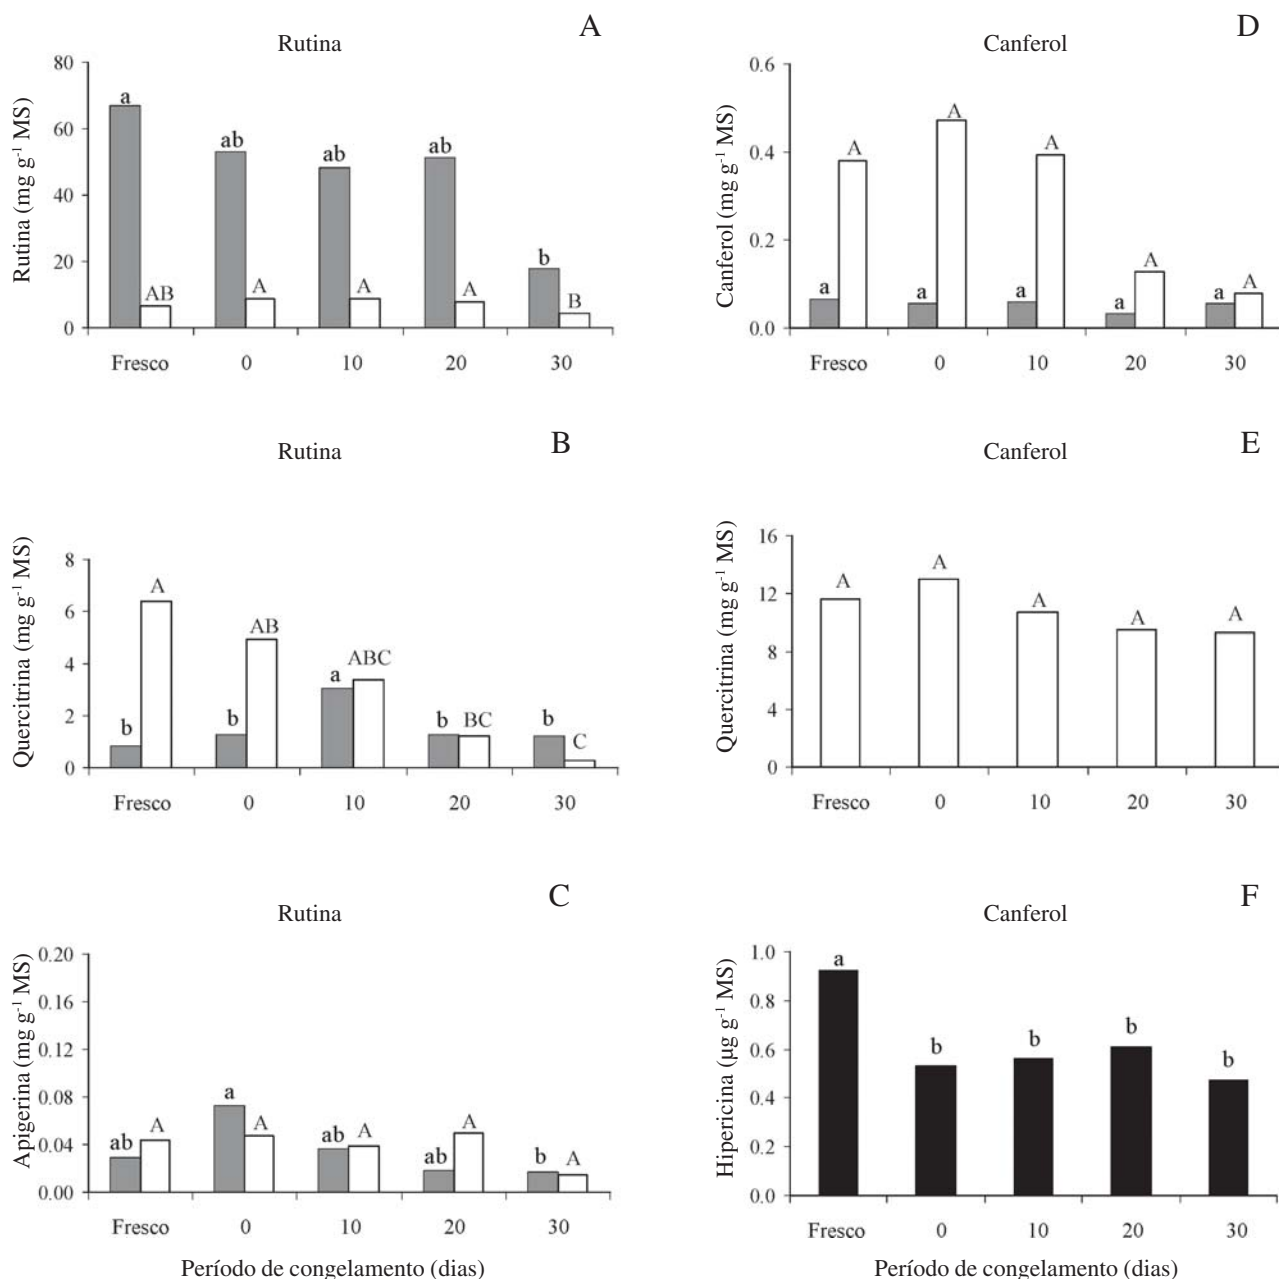 A
Rutina
Rutina (mg g⁻¹ MS)
80
60
40
20
0
a
AB
ab
A
ab
A
ab
A
b
B
Fresco 0 10 20 30
D
Canferol
Canferol (mg g⁻¹ MS)
0.6
0.4
0.2
0.0
a
A
a
A
a
A
a
A
a
A
Fresco 0 10 20 30
B
Rutina
Quercitrina (mg g⁻¹ MS)
8
6
4
2
0
b
A
b
AB
a
ABC
b
BC
b
C
Fresco 0 10 20 30
E
Canferol
Quercitrina (mg g⁻¹ MS)
16
12
8
4
0
A
A
A
A
A
Fresco 0 10 20 30
C
Rutina
Apigerina (mg g⁻¹ MS)
0.20
0.16
0.12
0.08
0.04
0.00
ab
A
a
A
ab
A
ab
A
b
A
Fresco 0 10 20 30
Período de congelamento (dias)
F
Canferol
Hipericina (µg g⁻¹ MS)
1.0
0.8
0.6
0.4
0.2
0.0
a
b
b
b
b
Fresco 0 10 20 30
Período de congelamento (dias)